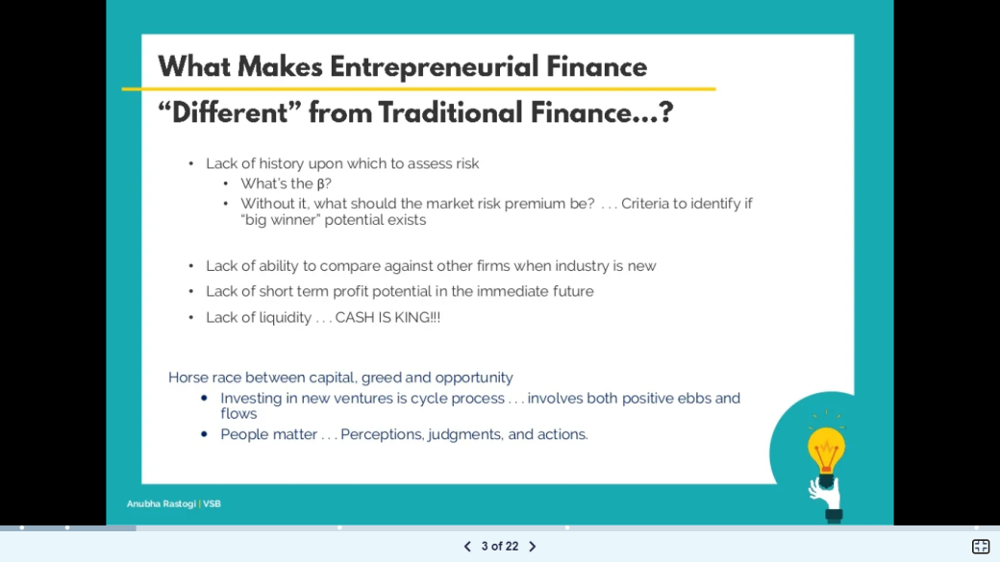 What Makes Entrepreneurial Finance
“Different” from Traditional Finance...?
• Lack of history upon which to assess risk
• What's the β?
• Without it, what should the market risk premium be? . . . Criteria to identify if
“big winner” potential exists
• Lack of ability to compare against other firms when industry is new
• Lack of short term profit potential in the immediate future
• Lack of liquidity . . . CASH IS KING!!!
Horse race between capital, greed and opportunity
• Investing in new ventures is cycle process . . . involves both positive ebbs and
flows
• People matter . . . Perceptions, judgments, and actions.
Anubha Rastogi | VSB
3 of 22